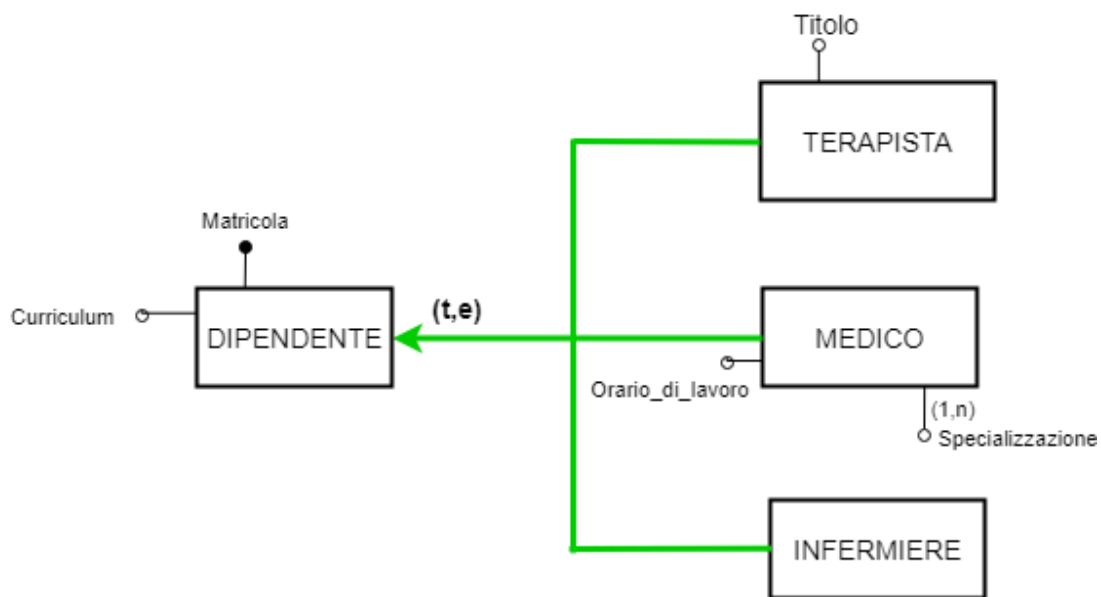 Titolo
TERAPISTA
Matricola
Curriculum
DIPENDENTE
(t,e)
MEDICO
Orario_di_lavoro
(1,n)
Specializzazione
INFERMIERE